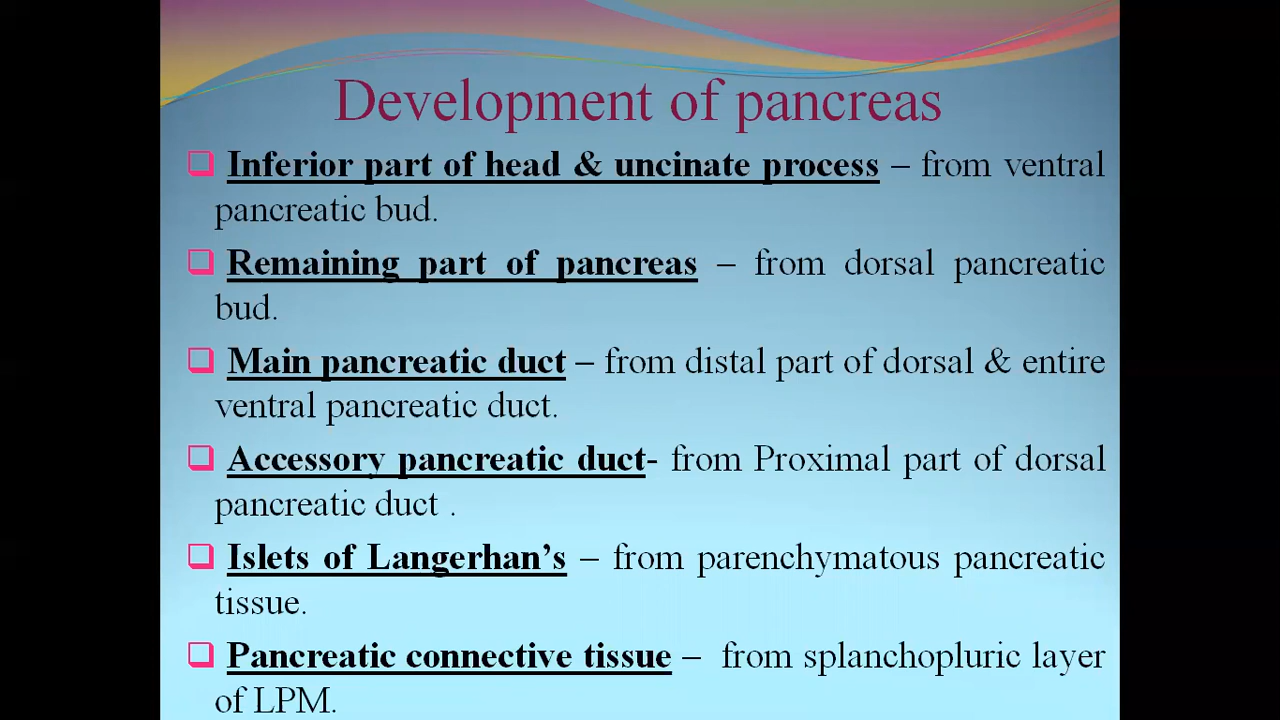 Development of pancreas
Inferior part of head & uncinate process – from ventral
pancreatic bud.
Remaining part of pancreas – from dorsal pancreatic
bud.
Main pancreatic duct – from distal part of dorsal & entire
ventral pancreatic duct.
Accessory pancreatic duct- from Proximal part of dorsal
pancreatic duct .
Islets of Langerhan’s – from parenchymatous pancreatic
tissue.
Pancreatic connective tissue – from splanchopluric layer
of LPM.